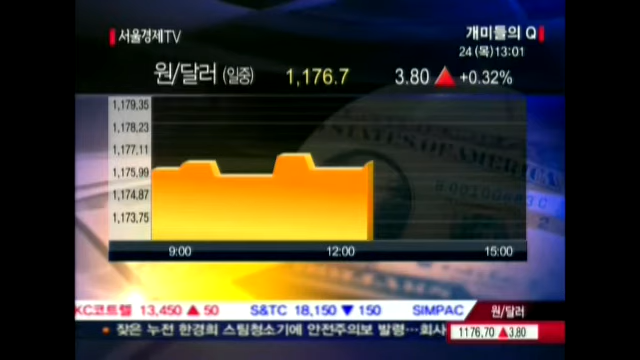 서울경제TV
개미들의 Q
24 (목) 13:01
원/달러 (일중) 1,176.7 3.80 ▲ +0.32%
1,179,35
1,178,23
1,177,11
1,175,99
1,174,87
1,173,75
9:00 12:00 15:00
KC코트렐 13,450 ▲ 50 S&TC 18,150 ▼ 150 SIMPAC 원/달러
• 잦은 누전 한경희 스팀청소기에 안전주의보 발령...회사 1176,70 ▲3.80